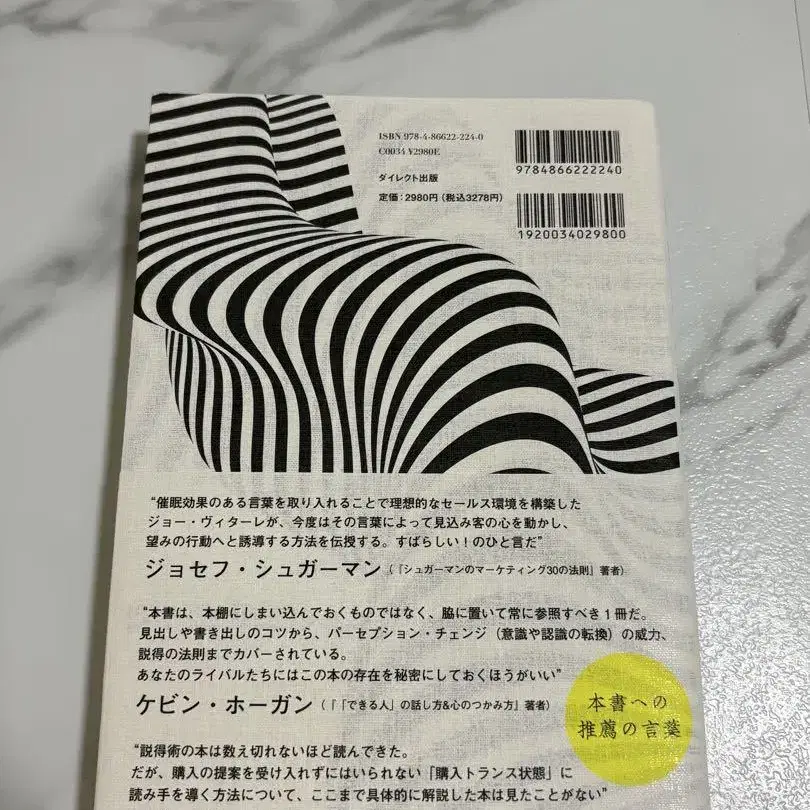 ISBN 978-4-86622-224-0
C0034 ¥2980E
ダイレクト出版
定価：2980円（税込3278円）
9784866222240
1920034029800
“催眠効果のある言葉を取り入れることで理想的なセールス環境を構築した
ジョー・ヴィターレが、今度はその言葉によって見込み客の心を動かし、
望みの行動へと誘導する方法を伝授する。すばらしい！のひと言だ”
ジョセフ・シュガーマン（『シュガーマンのマーケティング30の法則』著者）
“本書は、本棚にしまい込んでおくものではなく、脇に置いて常に参照すべき１冊だ。
見出しや書き出しのコツから、パーセプション・チェンジ（意識や認識の転換）の威力、
説得の法則までカバーされている。
あなたのライバルたちにはこの本の存在を秘密にしておくほうがいい”
ケビン・ホーガン（『「できる人」の話し方&心のつかみ方』著者）
本書への
推薦の言葉
“説得術の本は数え切れないほど読んできた。
だが、購入の提案を受け入れずにはいられない「購入トランス状態」に
読み手を導く方法について、ここまで具体的に解説した本は見たことがない”